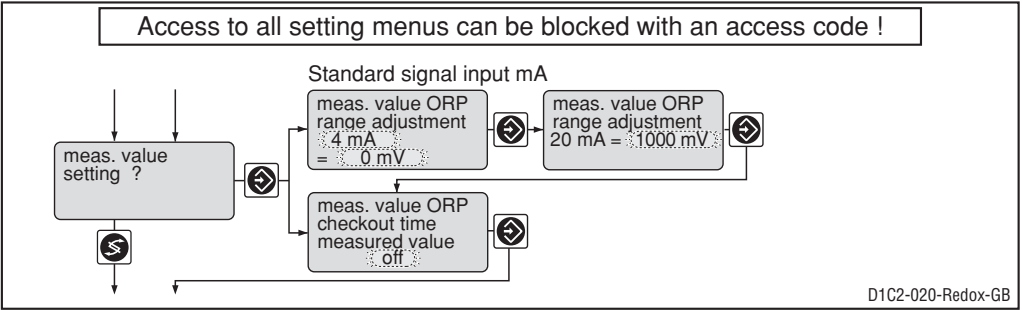 Access to all setting menus can be blocked with an access code !
Standard signal input mA
meas. value
setting ?
meas. value ORP
range adjustment
4 mA
= 0 mV
meas. value ORP
range adjustment
20 mA = 1000 mV
meas. value ORP
checkout time
measured value
off
D1C2-020-Redox-GB